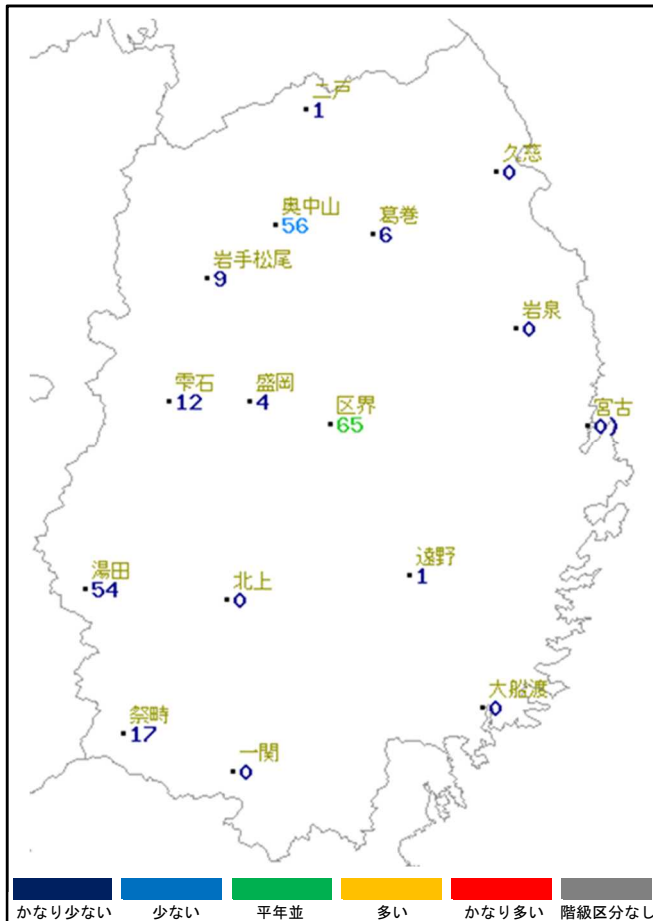 二戸
1
久慈
0
奥中山
56
葛巻
6
岩手松尾
9
岩泉
0
雫石
12
盛岡
4
区界
65
宮古
0)
湯田
54
北上
0
遠野
1
大船渡
0
祭畤
17
一関
0
かなり少ない 少ない 平年並 多い かなり多い 階級区分なし